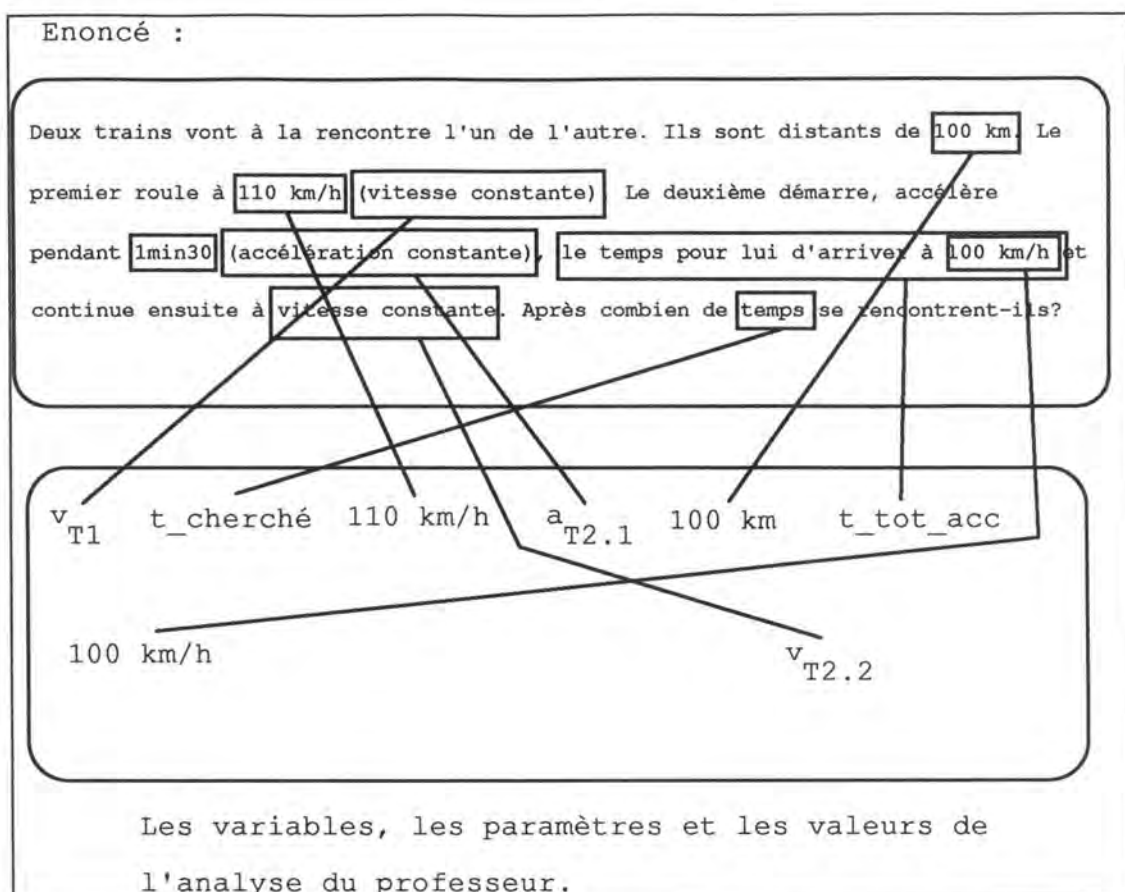 Enoncé :
Deux trains vont à la rencontre l'un de l'autre. Ils sont distants de 100 km. Le
premier roule à 110 km/h (vitesse constante) Le deuxième démarre, accélère
pendant 1min30 (accélération constante), le temps pour lui d'arriver à 100 km/h et
continue ensuite à vitesse constante. Après combien de temps se rencontrent-ils?
v_T1 t_cherché 110 km/h a_T2.1 100 km t_tot_acc
100 km/h v_T2.2
Les variables, les paramètres et les valeurs de
l'analyse du professeur.